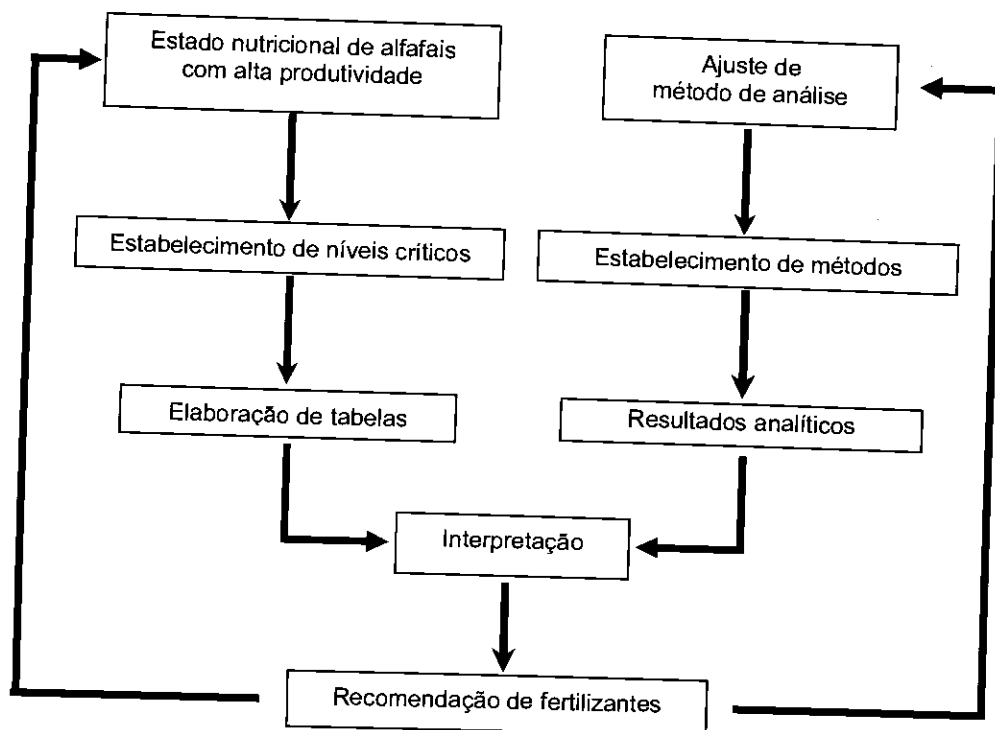 Estado nutricional de alfafais
com alta produtividade
Ajuste de
método de análise
Estabelecimento de níveis críticos
Estabelecimento de métodos
Elaboração de tabelas
Resultados analíticos
Interpretação
Recomendação de fertilizantes